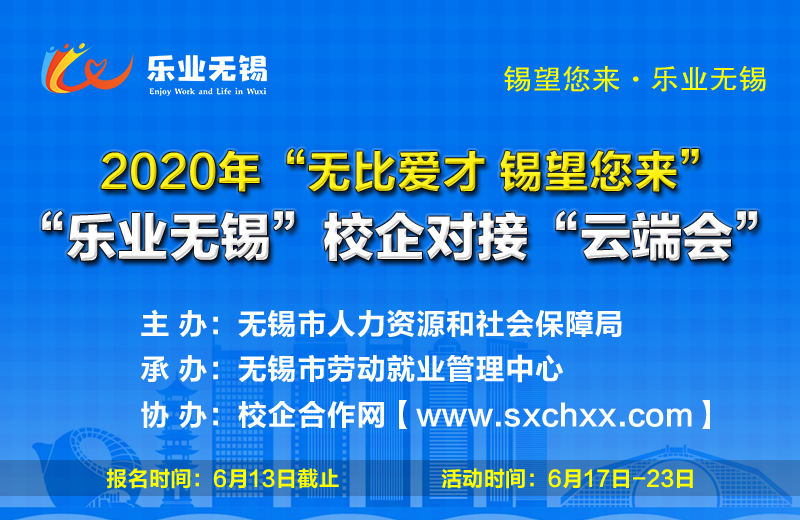 乐业无锡
Enjoy Work and Life in Wuxi
锡望您来·乐业无锡
2020年“无比爱才 锡望您来”
“乐业无锡”校企对接“云端会”
主 办：无锡市人力资源和社会保障局
承 办：无锡市劳动就业管理中心
协 办：校企合作网【www.sxchxx.com】
报名时间：6月13日截止 活动时间：6月17日-23日